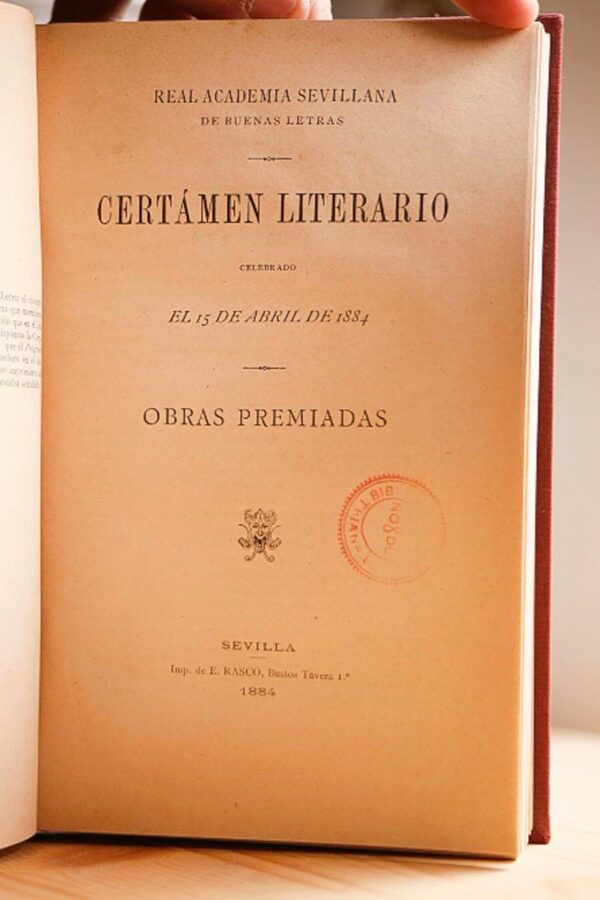 REAL ACADEMIA SEVILLANA
DE BUENAS LETRAS
CERTÁMEN LITERARIO
CELEBRADO
EL 15 DE ABRIL DE 1884
OBRAS PREMIADAS
BIB
SEVILLA
Imp. de E. RASCO, Bustos Tavera 1.º
1884